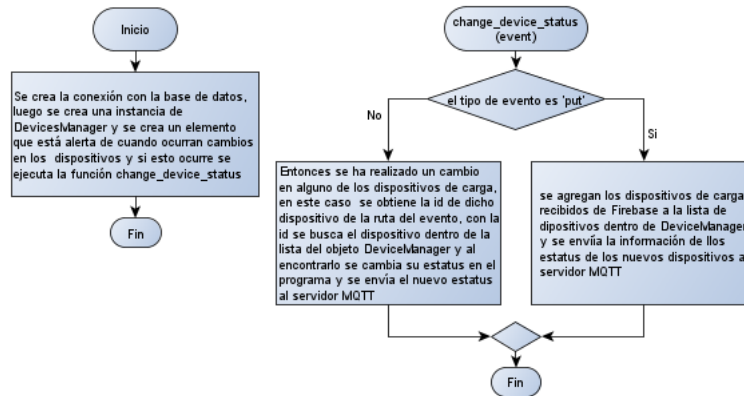 Inicio
Se crea la conexión con la base de datos,
luego se crea una instancia de
DevicesManager y se crea un elemento
que está alerta de cuando ocurran cambios
en los dispositivos y si esto ocurre se
ejecuta la función change_device_status
Fin
change_device_status
(event)
el tipo de evento es 'put'
No
Si
Entonces se ha realizado un cambio
en alguno de los dispositivos de carga,
en este caso se obtiene la id de dicho
dispositivo de la ruta del evento, con la
id se busca el dispositivo dentro de la
lista del objeto DeviceManager y al
encontrarlo se cambia su estatus en el
programa y se envía el nuevo estatus
al servidor MQTT
se agregan los dispositivos de carga
recibidos de Firebase a la lista de
dipositivos dentro de DeviceManager
y se envíia la información de llos
estatus de los nuevos dispositivos al
servidor MQTT
Fin